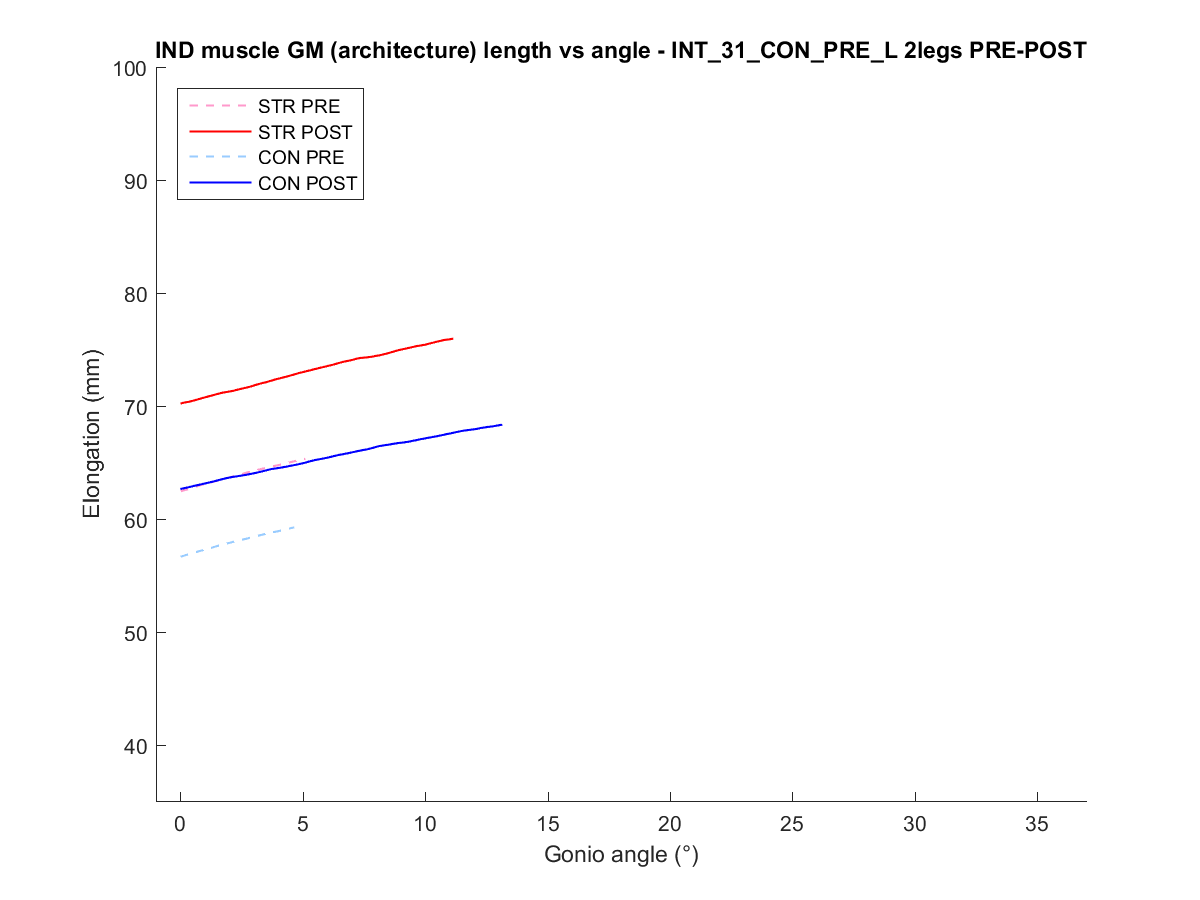 IND muscle GM (architecture) length vs angle - INT_31_CON_PRE_L 2legs PRE-POST
100
90
80
70
60
50
40
Elongation (mm)
STR PRE
STR POST
CON PRE
CON POST
0 5 10 15 20 25 30 35
Gonio angle (°)